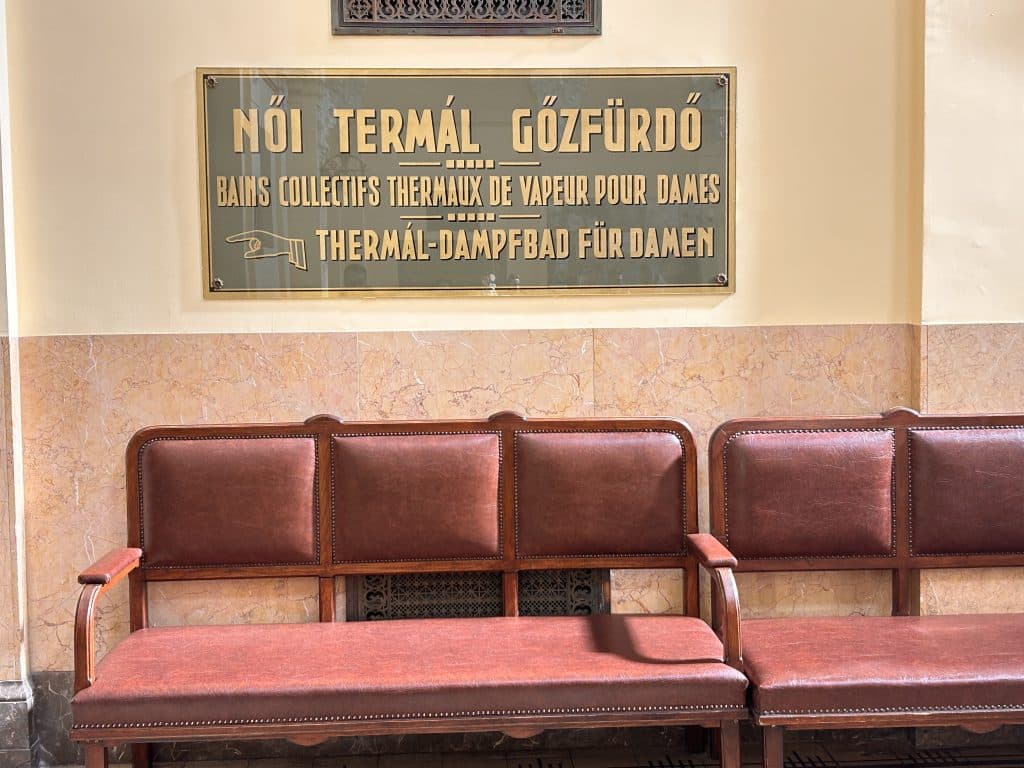 NŐI TERMÁL GŐZFÜRDŐ
BAINS COLLECTIFS THERMAUX DE VAPEUR POUR DAMES
THERMÁL-DAMPFBAD FÜR DAMEN